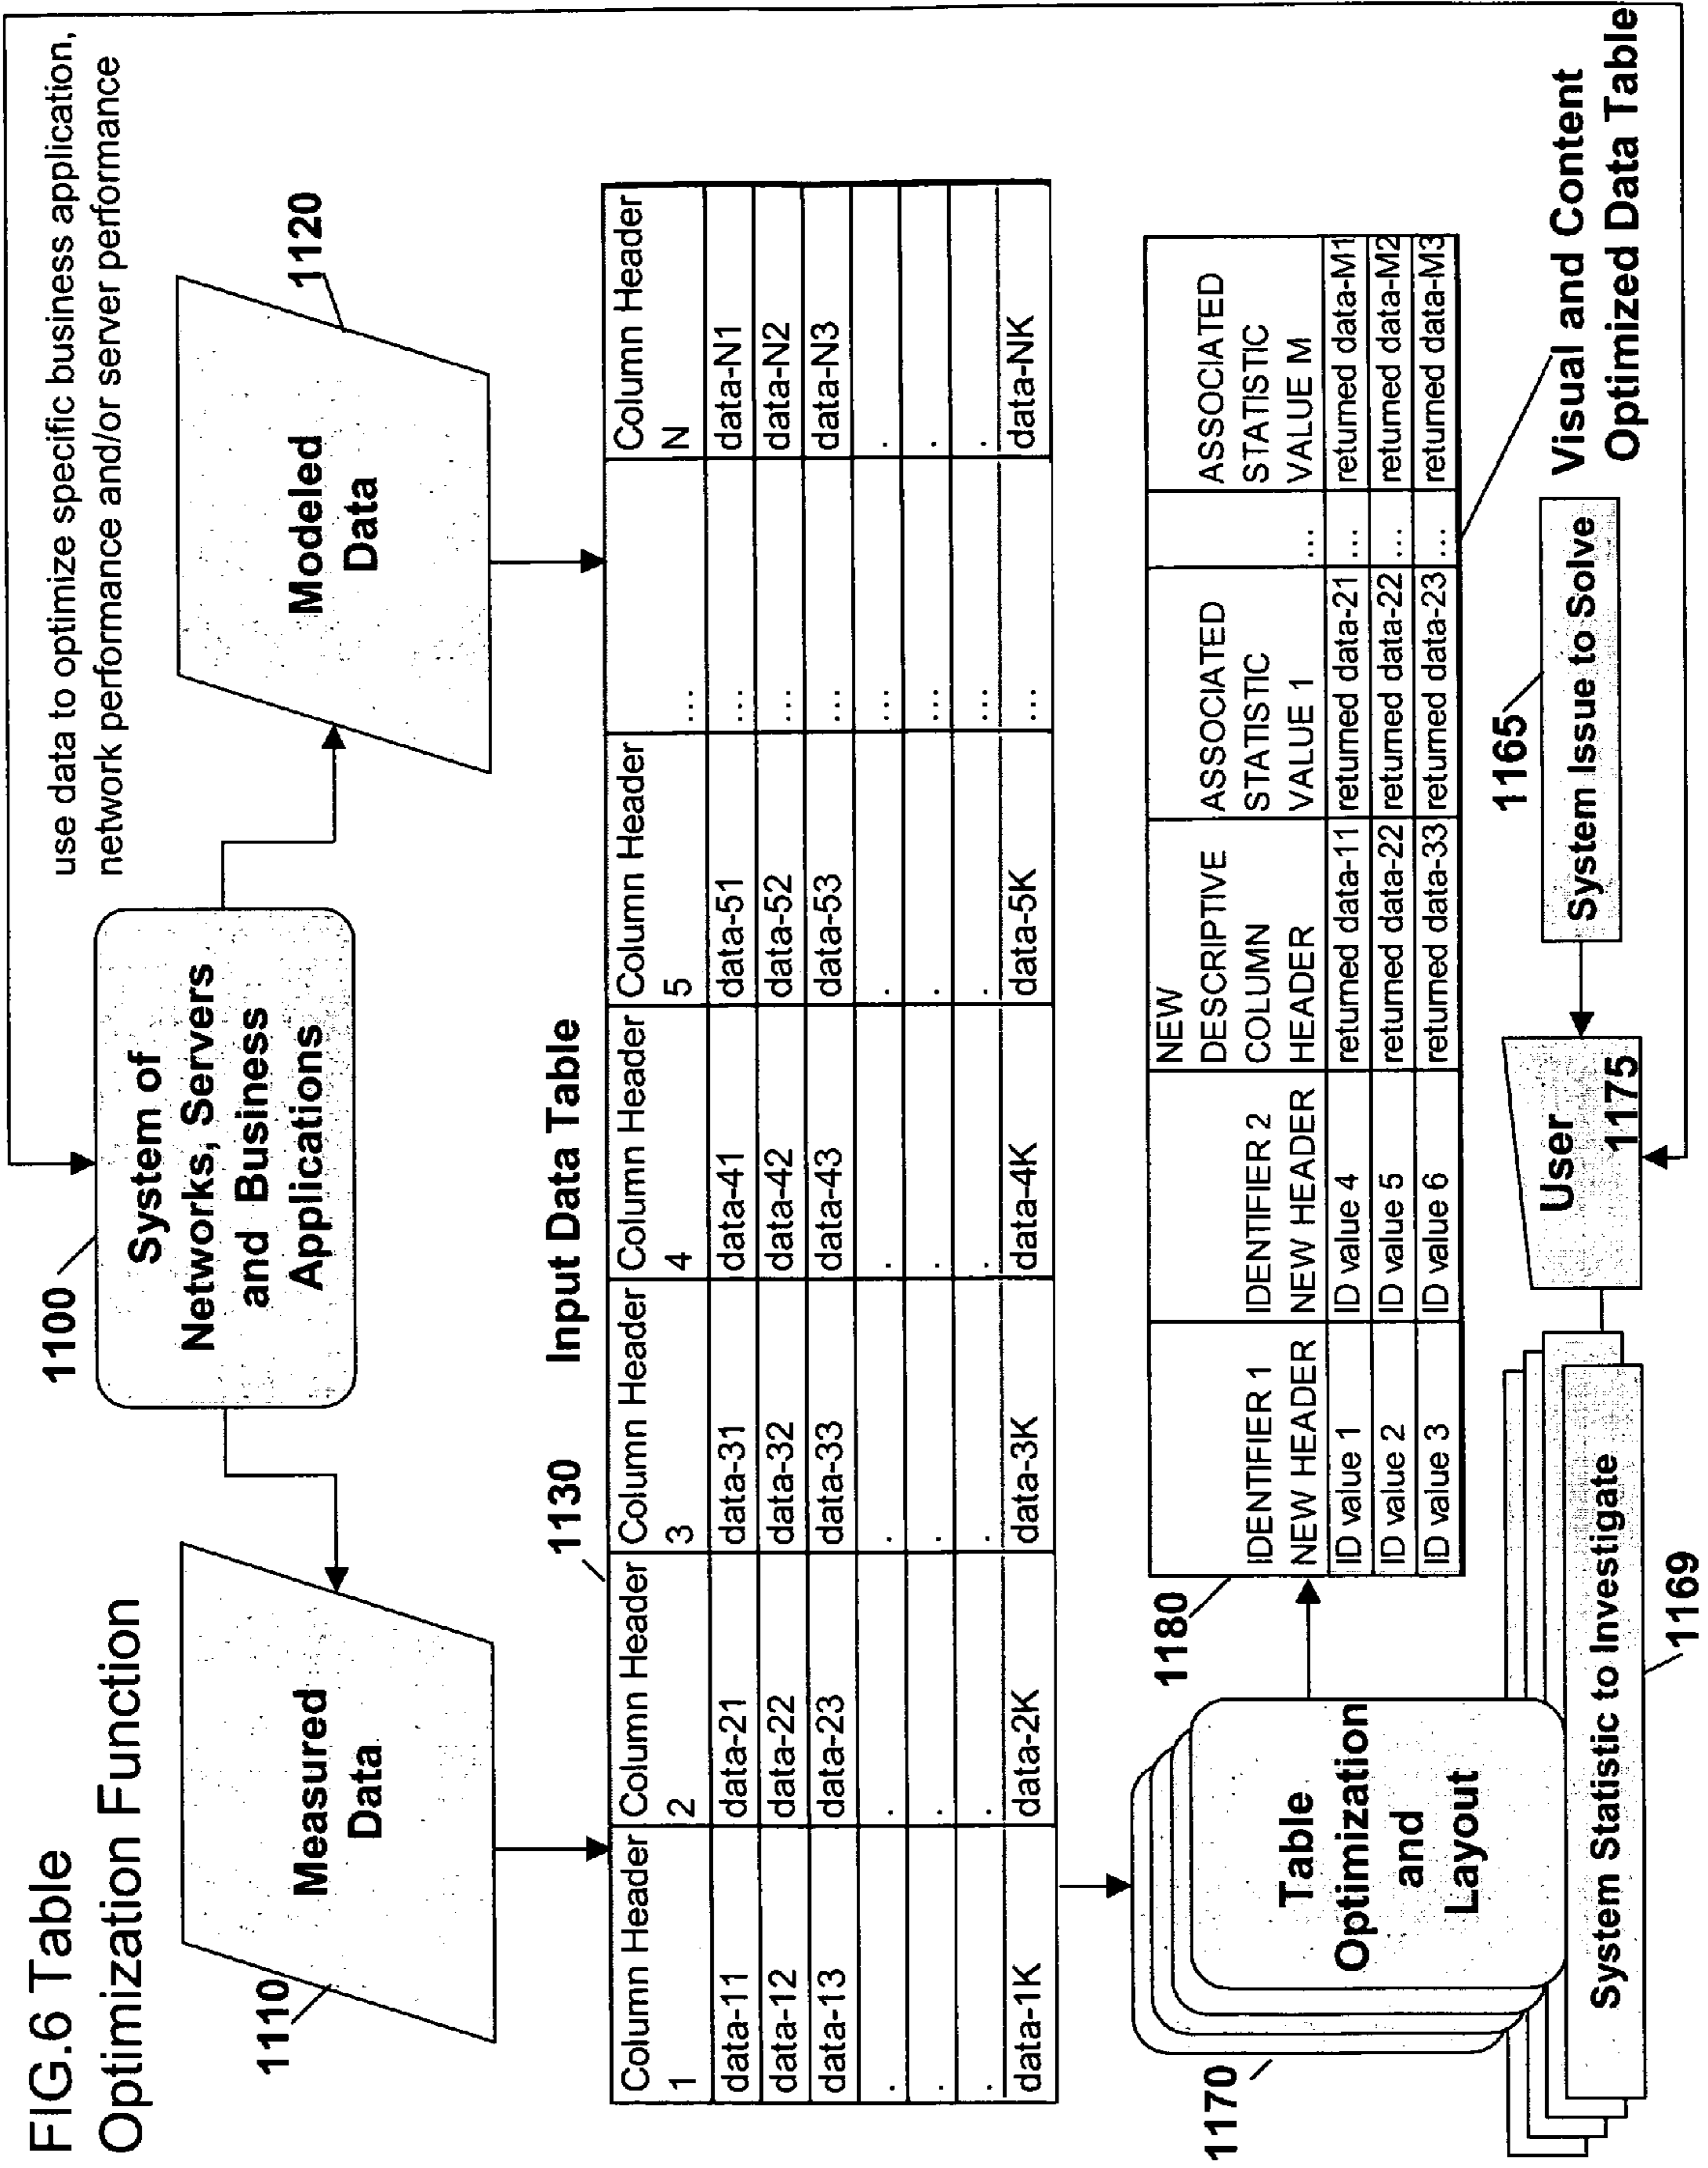 FIG.6 Table
Optimization Function
use data to optimize specific business application,
network performance and/or server performance
1100
System of
Networks, Servers
and Business
Applications
1110
Measured
Data
1120
Modeled
Data
1130
Input Data Table
Column Header 1 Column Header 2 Column Header 3 Column Header 4 Column Header 5 ... Column Header N
data-11 data-21 data-31 data-41 data-51 ... data-N1
data-12 data-22 data-32 data-42 data-52 ... data-N2
data-13 data-23 data-33 data-43 data-53 ... data-N3
. . . . . ... .
. . . . . ... .
. . . . . ... .
data-1K data-2K data-3K data-4K data-5K ... data-NK
1170
Table
Optimization
and
Layout
1180
IDENTIFIER 1 NEW HEADER IDENTIFIER 2 NEW HEADER NEW DESCRIPTIVE COLUMN HEADER ASSOCIATED STATISTIC VALUE 1 ... ASSOCIATED STATISTIC VALUE M
ID value 1 ID value 4 returned data-11 returned data-21 ... returned data-M1
ID value 2 ID value 5 returned data-22 returned data-22 ... returned data-M2
ID value 3 ID value 6 returned data-33 returned data-23 ... returned data-M3
Visual and Content
Optimized Data Table
System Statistic to Investigate
1169
User
1175
1165
System Issue to Solve